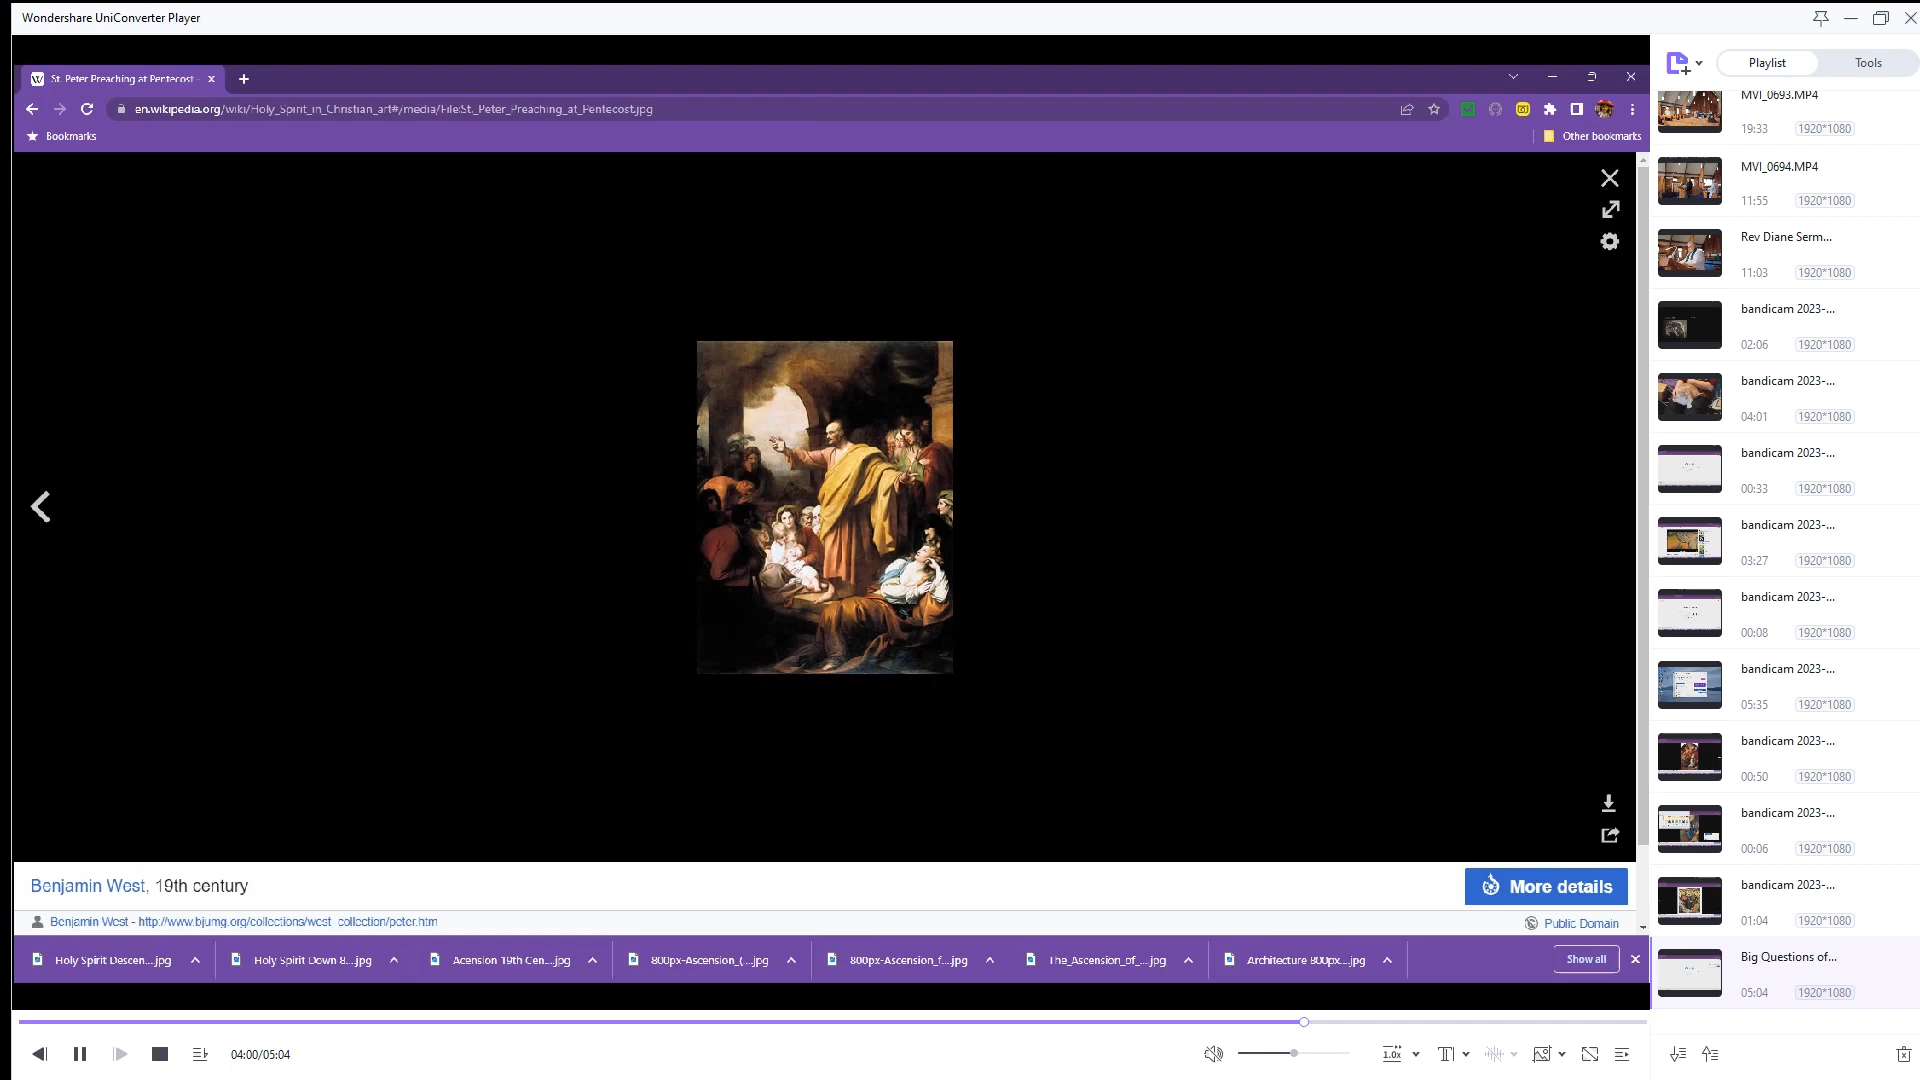 Wondershare UniConverter Player
St. Peter Preaching at Pentecost -
en.wikipedia.org/wiki/Holy_Spirit_in_Christian_art#/media/File:St._Peter_Preaching_at_Pentecost.jpg
Bookmarks
Other bookmarks
Benjamin West, 19th century
More details
Benjamin West - http://www.bjumg.org/collections/west_collection/peter.htm
Public Domain
Holy Spirit Descen....jpg
Holy Spirit Down 8....jpg
Acension 19th Cen....jpg
800px-Ascension_(....jpg
800px-Ascension_f....jpg
The_Ascension_of_....jpg
Architecture 800px....jpg
Show all
04:00/05:04
1.0x
Playlist
Tools
MVI_0693.MP4
19:33 1920*1080
MVI_0694.MP4
11:55 1920*1080
Rev Diane Serm...
11:03 1920*1080
bandicam 2023-...
02:06 1920*1080
bandicam 2023-...
04:01 1920*1080
bandicam 2023-...
00:33 1920*1080
bandicam 2023-...
03:27 1920*1080
bandicam 2023-...
00:08 1920*1080
bandicam 2023-...
05:35 1920*1080
bandicam 2023-...
00:50 1920*1080
bandicam 2023-...
00:06 1920*1080
bandicam 2023-...
01:04 1920*1080
Big Questions of...
05:04 1920*1080